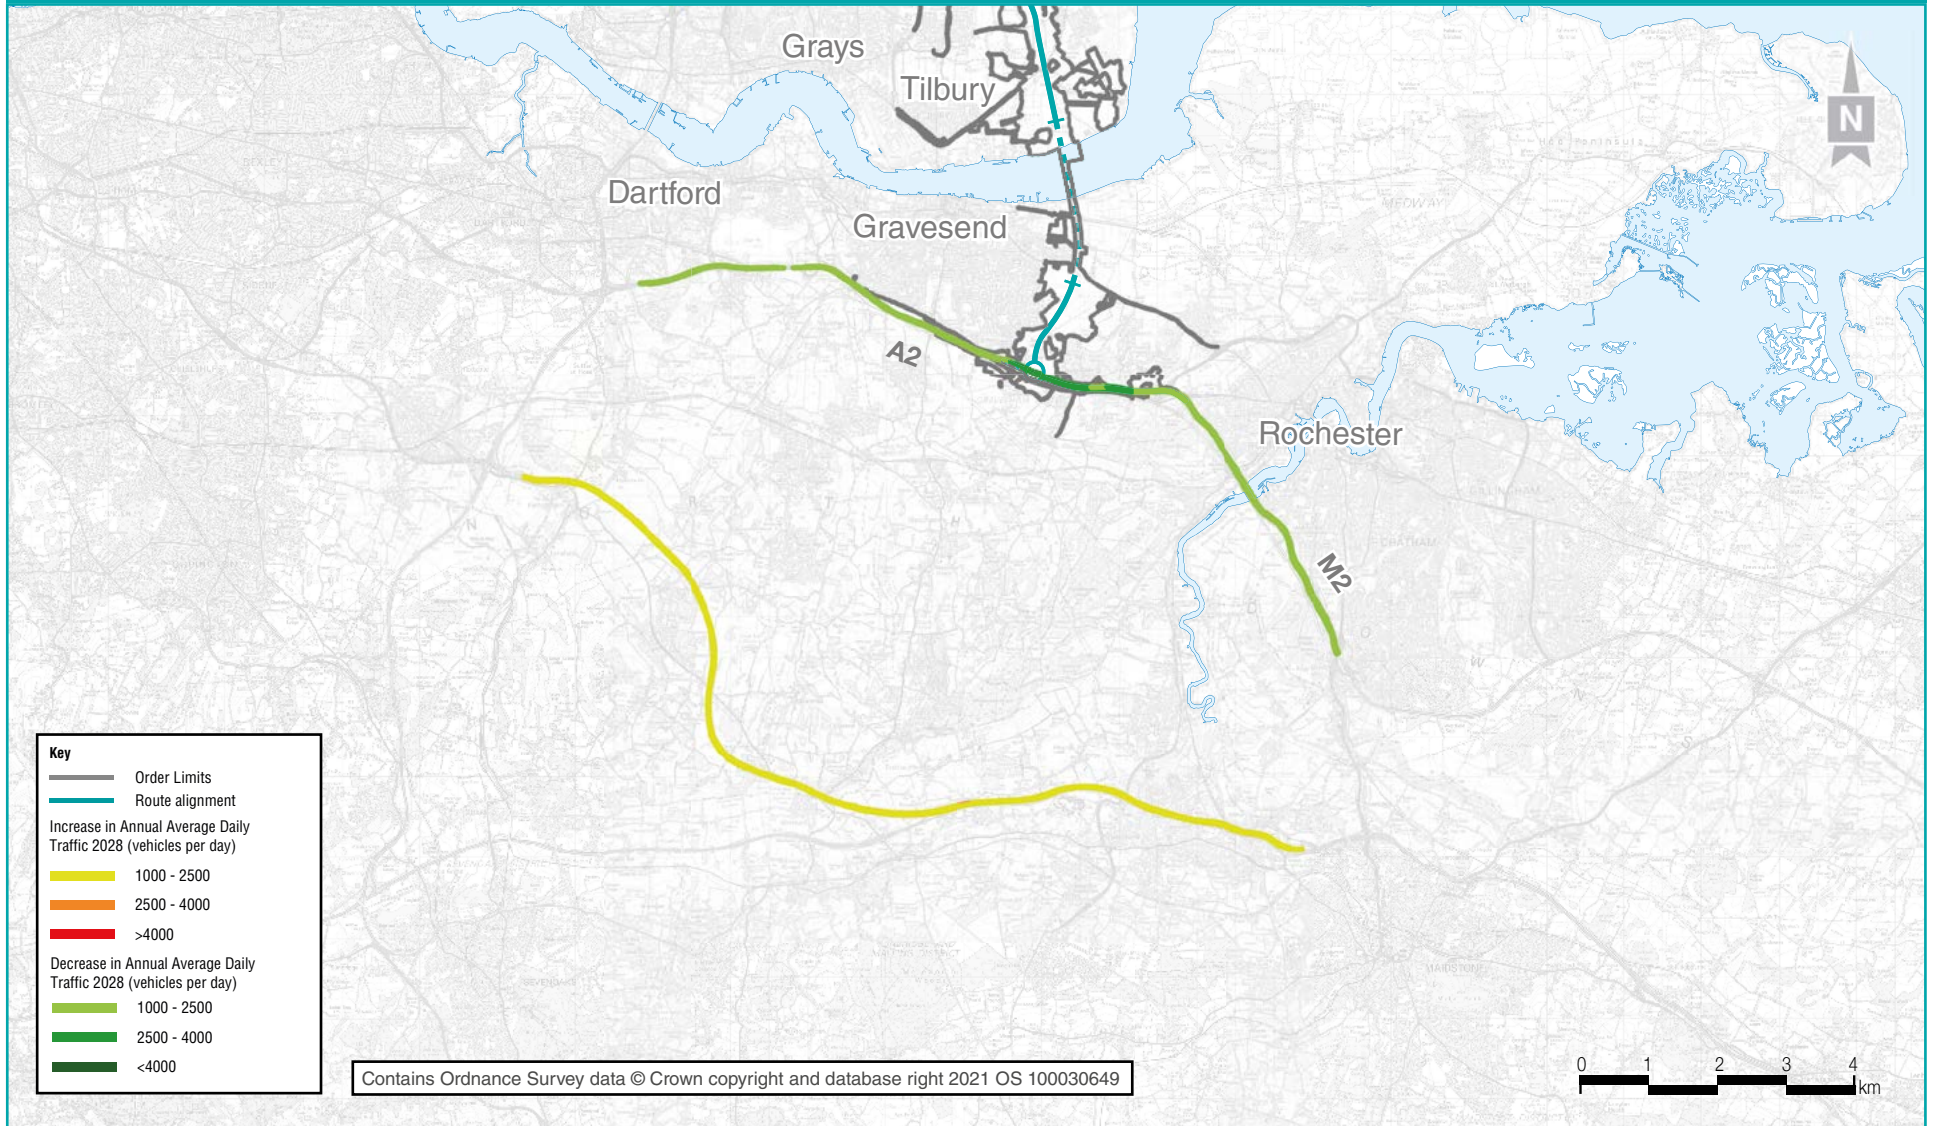 Grays
Tilbury
N
Dartford
Gravesend
MEDWAY
A2
Rochester
M2
CHATHAM
MAIDSTONE
Key
Order Limits
Route alignment
Increase in Annual Average Daily
Traffic 2028 (vehicles per day)
1000 - 2500
2500 - 4000
>4000
Decrease in Annual Average Daily
Traffic 2028 (vehicles per day)
1000 - 2500
2500 - 4000
<4000
Contains Ordnance Survey data © Crown copyright and database right 2021 OS 100030649
0 1 2 3 4
km